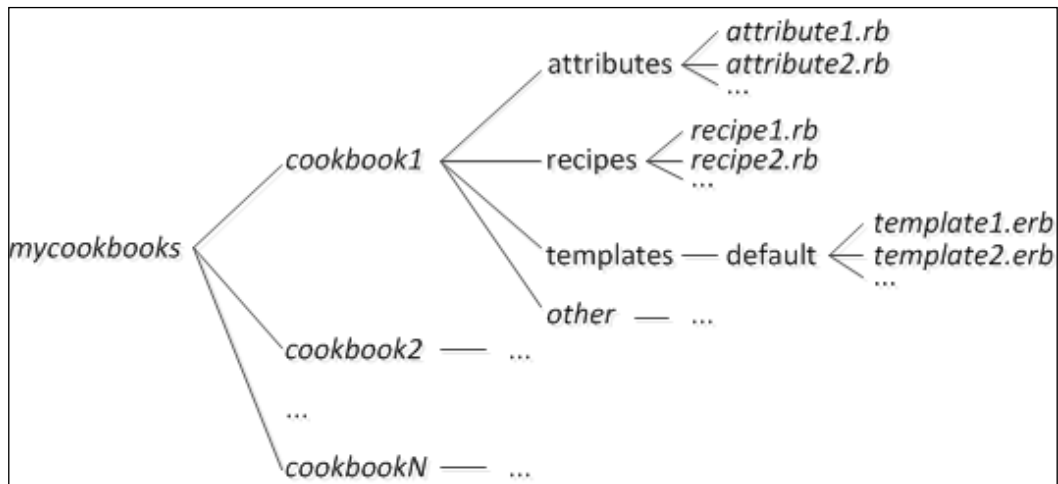 attribute1.rb
attributes attribute2.rb
...
recipe1.rb
cookbook1 recipes recipe2.rb
...
template1.erb
mycookbooks templates default template2.erb
...
other ...
cookbook2 ...
...
cookbookN ...